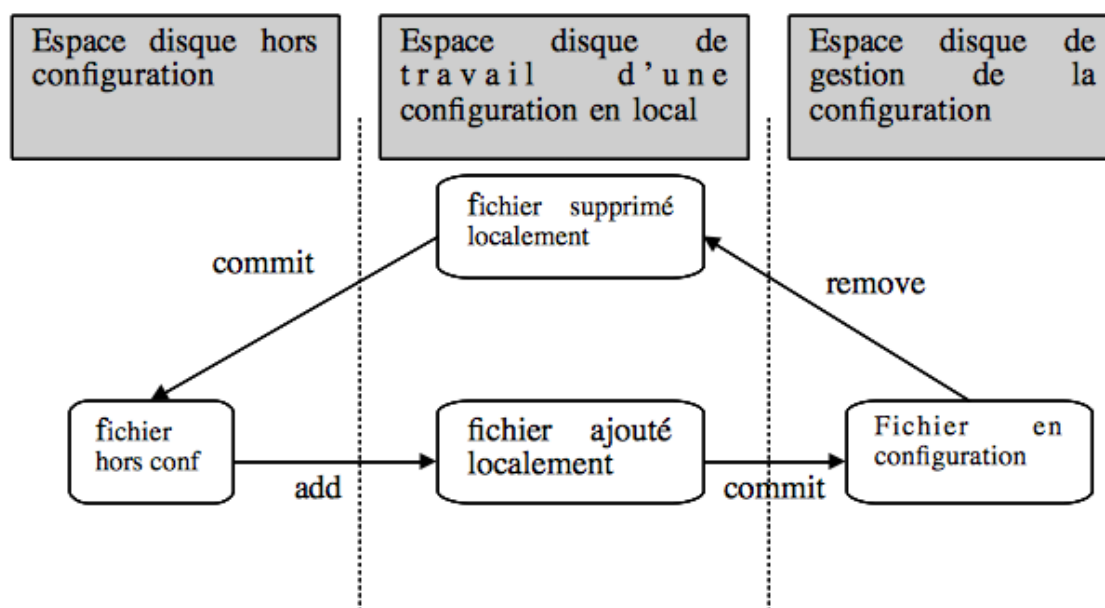 Espace disque hors
configuration
Espace disque de
travail d'une
configuration en local
Espace disque de
gestion de la
configuration
fichier supprimé
localement
commit
remove
fichier
hors conf
fichier ajouté
localement
Fichier en
configuration
add
commit